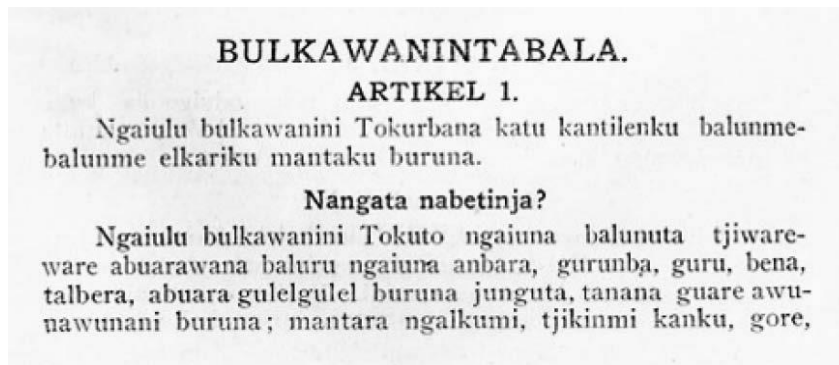 BULKAWANINTABALA.
ARTIKEL 1.
Ngaiulu bulkawanini Tokurbana katu kantilenku balunme-
balunme elkariku mantaku buruna.
Nangata nabetinja?
Ngaiulu bulkawanini Tokuto ngaiuna balunuta tjiware-
ware abuarawana baluru ngaiuna anbara, gurunba, guru, bena,
talbera, abuara gulelgulel buruna junguta, tanana guare awu-
nawunani buruna; mantara ngalkumi, tjikinmi kanku, gore,